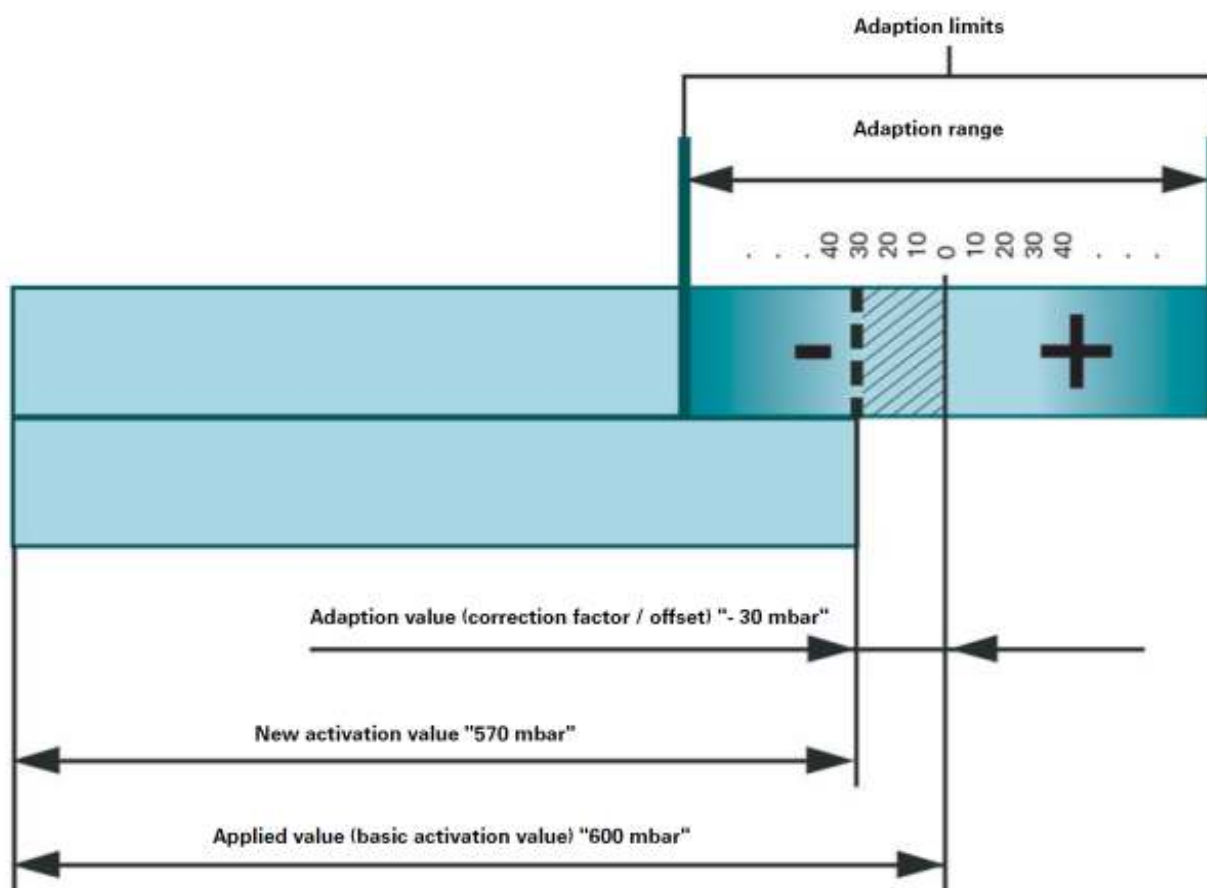 Adaption limits
Adaption range
. . . 40 30 20 10 0 10 20 30 40 . . .
- +
Adaption value (correction factor / offset) "- 30 mbar"
New activation value "570 mbar"
Applied value (basic activation value) "600 mbar"